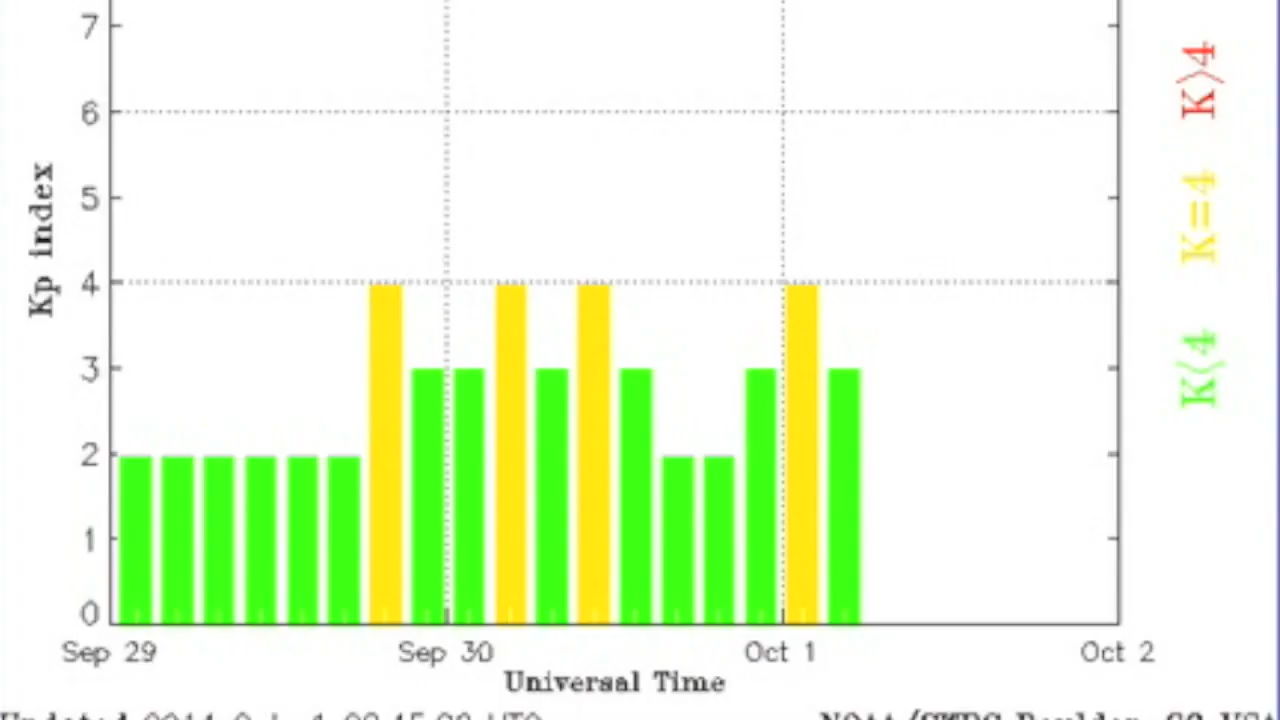 7
6
5
4
3
2
1
0
Kp index
K>4
K=4
K<4
Sep 29 Sep 30 Oct 1 Oct 2
Universal Time
Updated